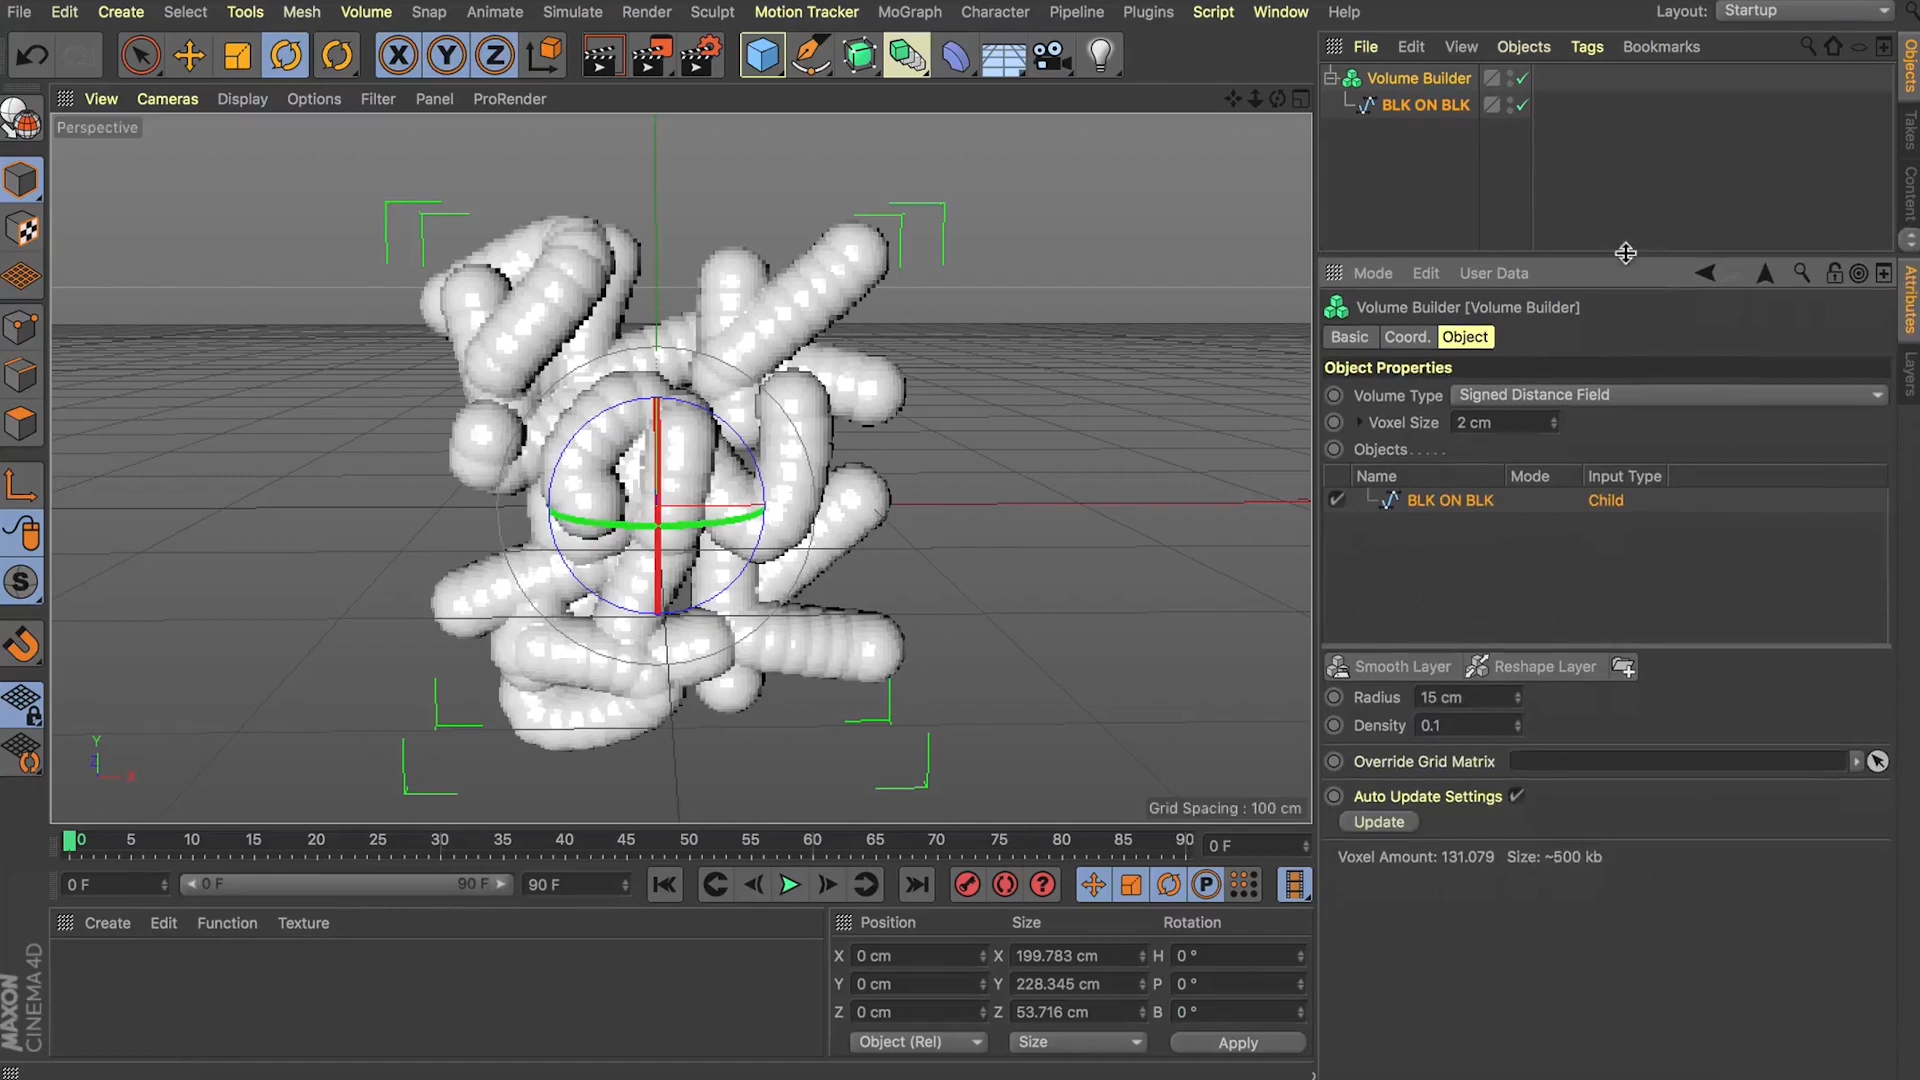 File Edit Create Select Tools Mesh Volume Snap Animate Simulate Render Sculpt Motion Tracker MoGraph Character Pipeline Plugins Script Window Help Layout: Startup
X Y Z
File Edit View Objects Tags Bookmarks
View Cameras Display Options Filter Panel ProRender
Perspective
Volume Builder
BLK ON BLK
Objects
Takes
Content
Mode Edit User Data
Attributes
Layers
Volume Builder [Volume Builder]
Basic Coord. Object
Object Properties
Volume Type Signed Distance Field
Voxel Size 2 cm
Objects . . . . .
Name Mode Input Type
BLK ON BLK Child
Smooth Layer Reshape Layer
Radius 15 cm
Density 0.1
Override Grid Matrix
Auto Update Settings
Update
Voxel Amount: 131.079 Size: ~500 kb
S
Y
Z
X
Grid Spacing : 100 cm
0 5 10 15 20 25 30 35 40 45 50 55 60 65 70 75 80 85 90 0 F
0 F 0 F 90 F 90 F
? P
Create Edit Function Texture
Position Size Rotation
X 0 cm X 199.783 cm H 0 °
Y 0 cm Y 228.345 cm P 0 °
Z 0 cm Z 53.716 cm B 0 °
Object (Rel) Size Apply
MAXON
CINEMA 4D